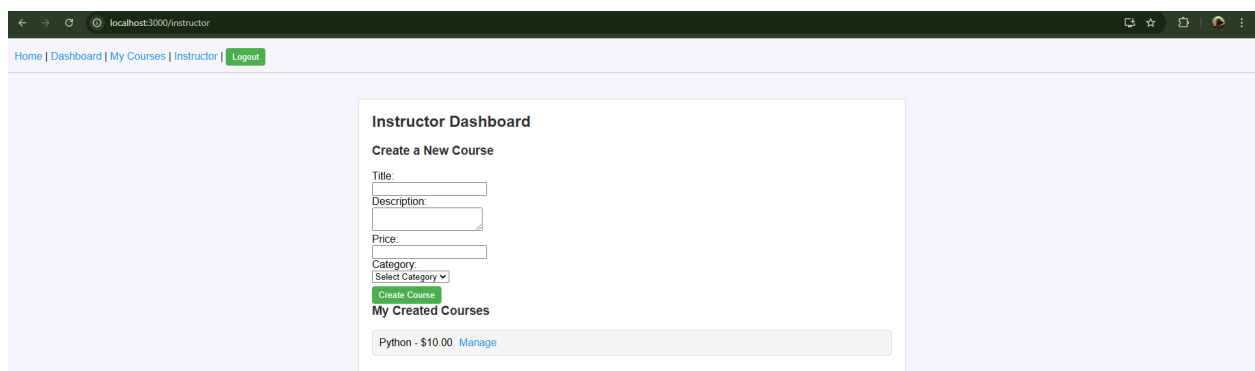 localhost:3000/instructor
Home | Dashboard | My Courses | Instructor | Logout
Instructor Dashboard
Create a New Course
Title:
Description:
Price:
Category:
Select Category
Create Course
My Created Courses
Python - $10.00 Manage